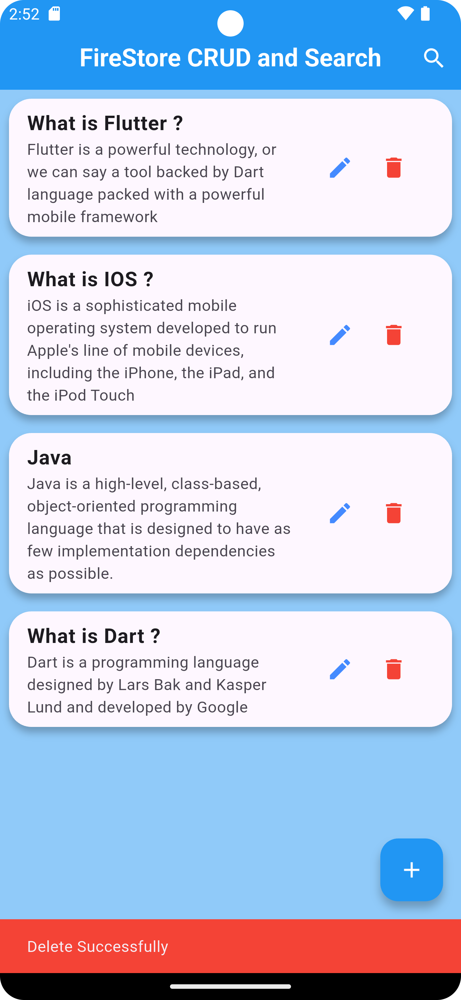 2:52
FireStore CRUD and Search
What is Flutter ?
Flutter is a powerful technology, or
we can say a tool backed by Dart
language packed with a powerful
mobile framework
What is IOS ?
iOS is a sophisticated mobile
operating system developed to run
Apple's line of mobile devices,
including the iPhone, the iPad, and
the iPod Touch
Java
Java is a high-level, class-based,
object-oriented programming
language that is designed to have as
few implementation dependencies
as possible.
What is Dart ?
Dart is a programming language
designed by Lars Bak and Kasper
Lund and developed by Google
Delete Successfully